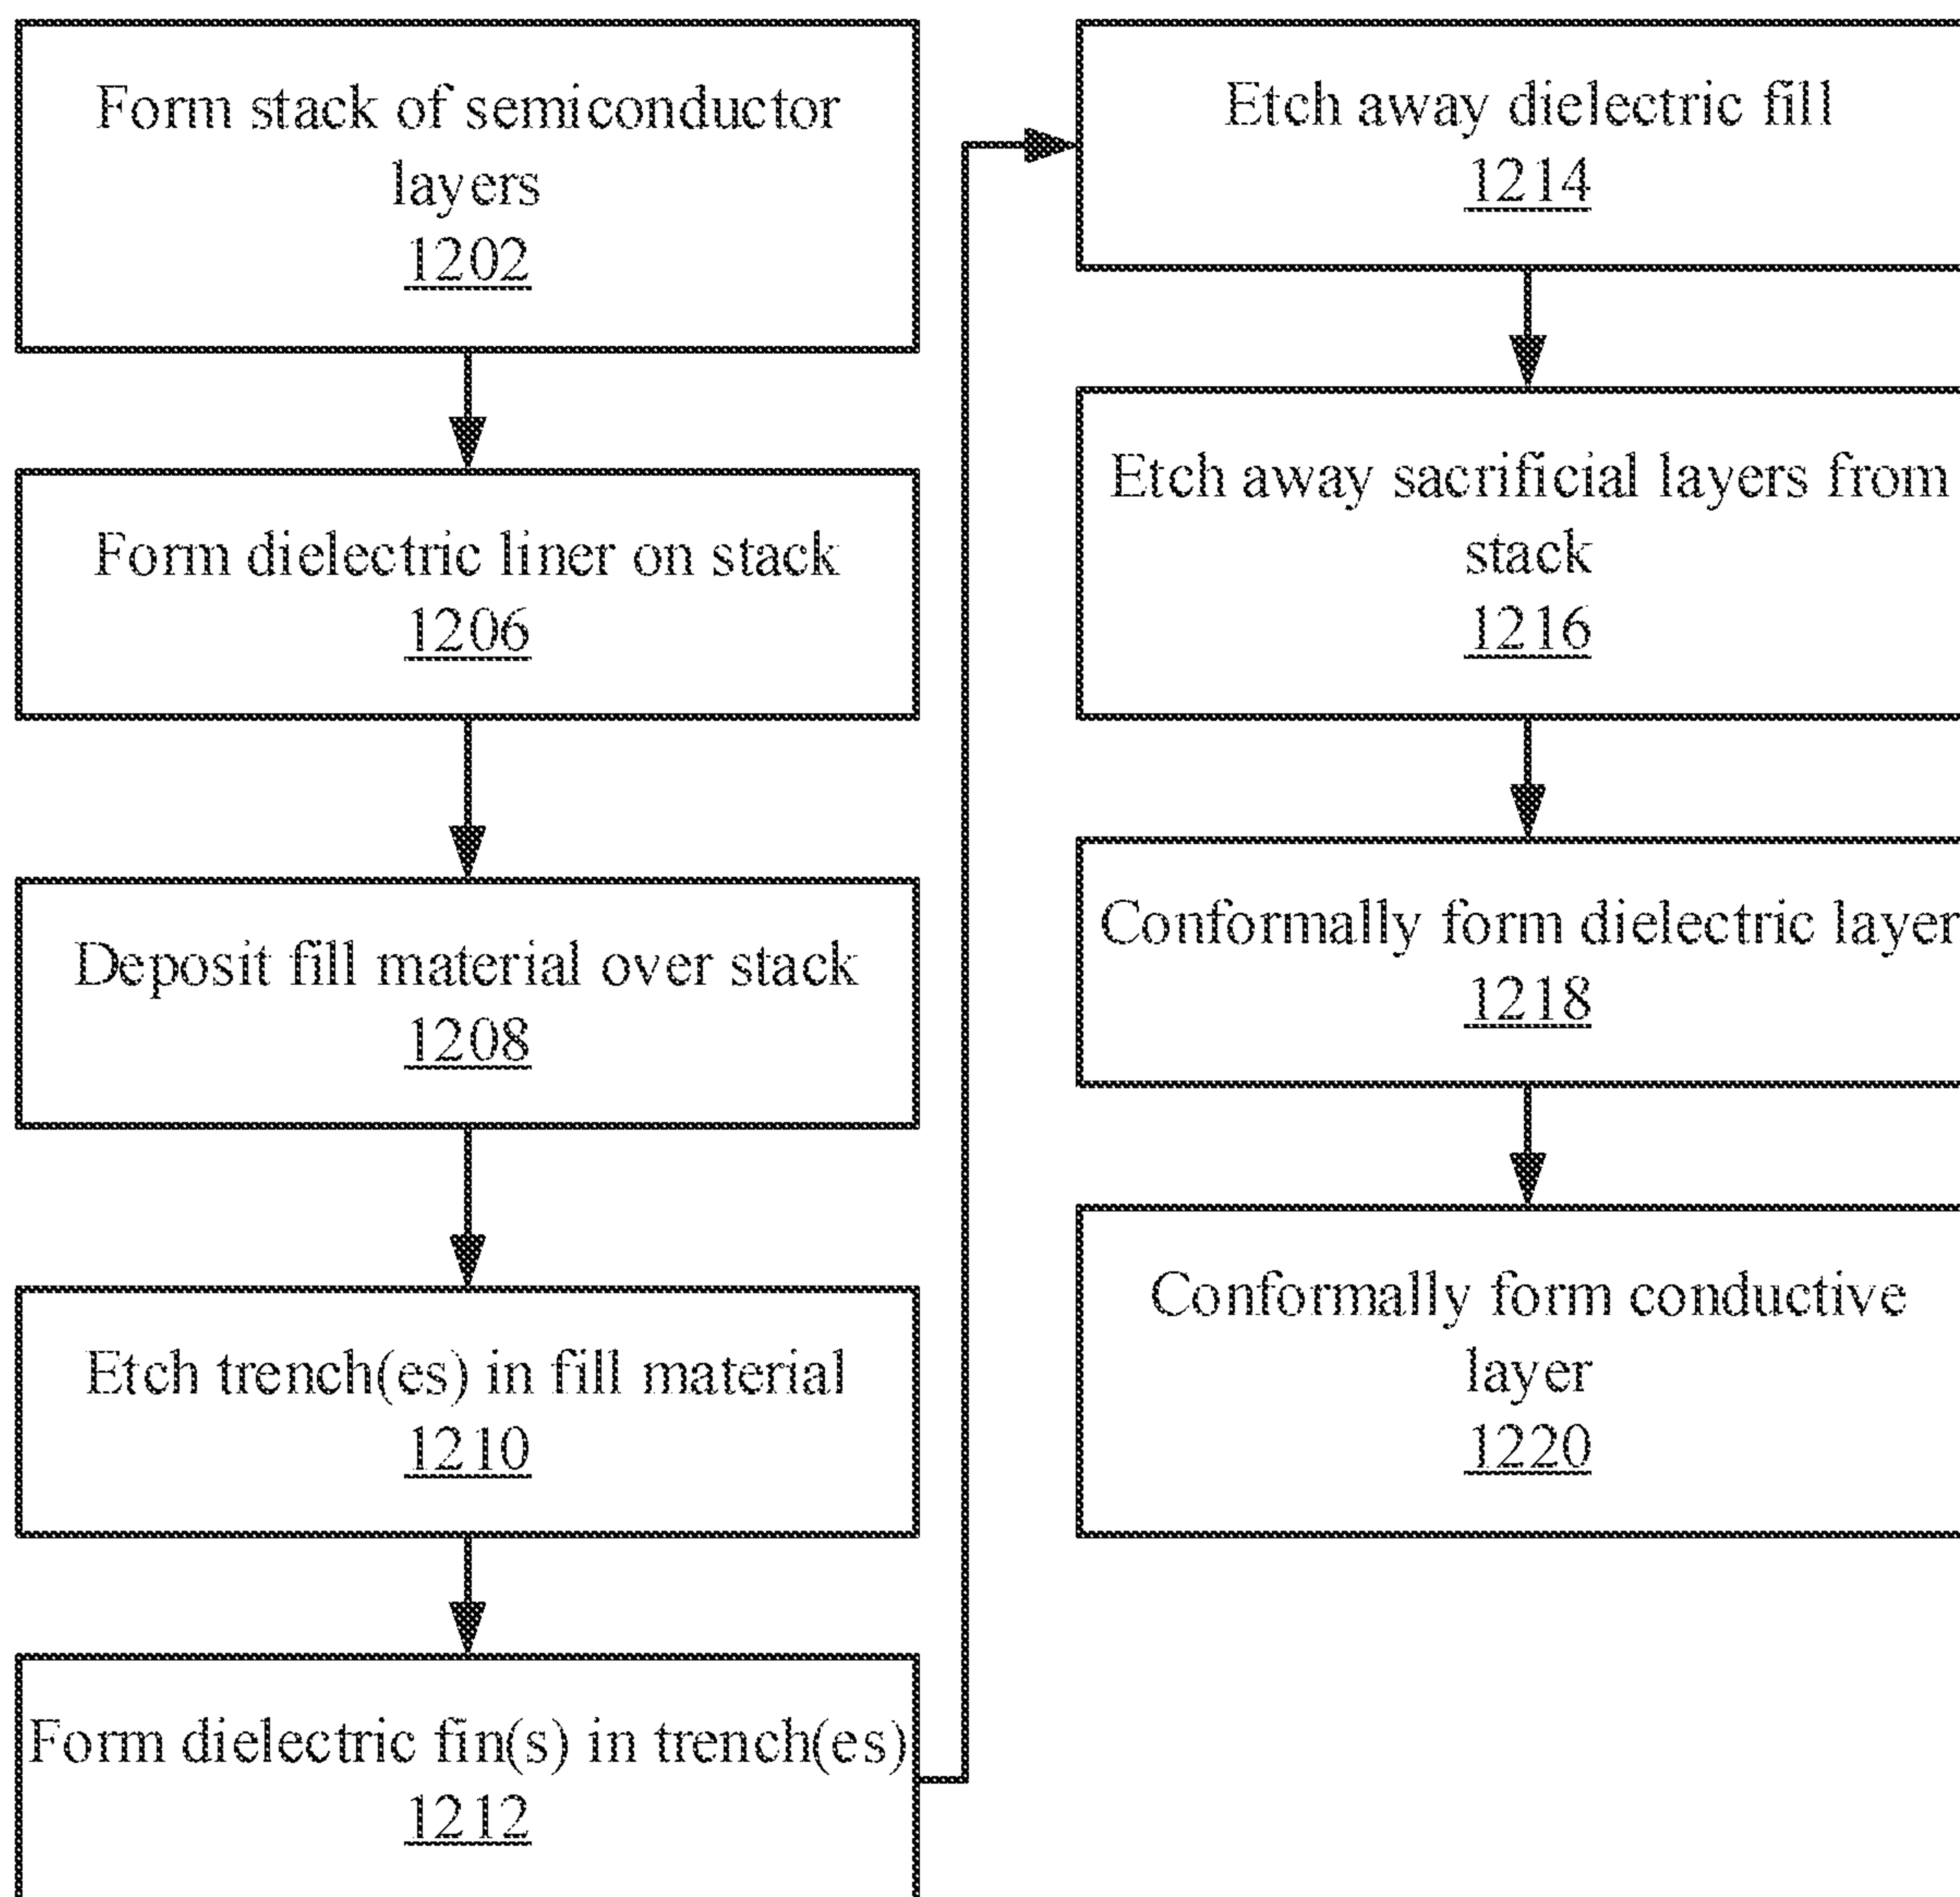 Form stack of semiconductor
layers
1202
Form dielectric liner on stack
1206
Deposit fill material over stack
1208
Etch trench(es) in fill material
1210
Form dielectric fin(s) in trench(es)
1212
Etch away dielectric fill
1214
Etch away sacrificial layers from
stack
1216
Conformally form dielectric layer
1218
Conformally form conductive
layer
1220